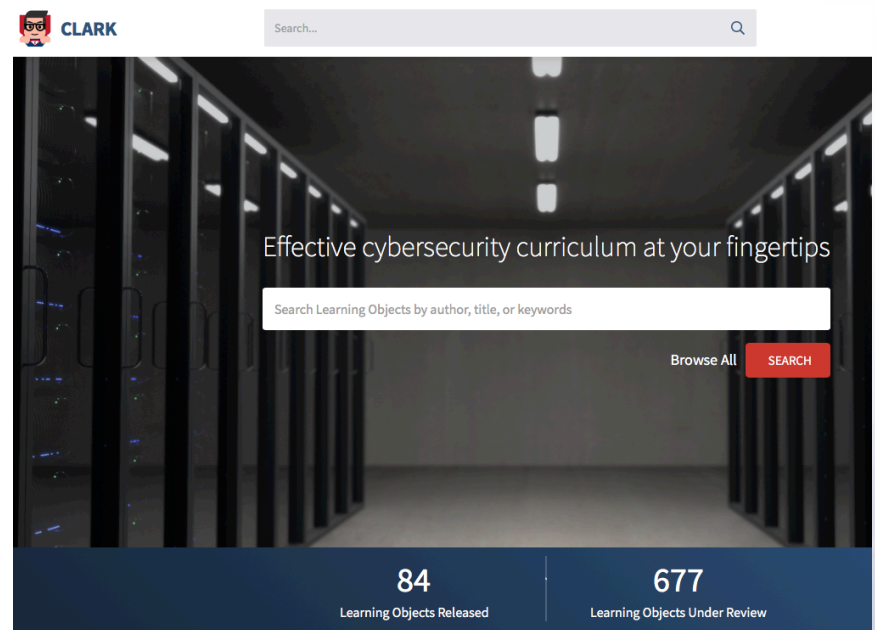 CLARK
Search...
Effective cybersecurity curriculum at your fingertips
Search Learning Objects by author, title, or keywords
Browse All
SEARCH
84
Learning Objects Released
677
Learning Objects Under Review